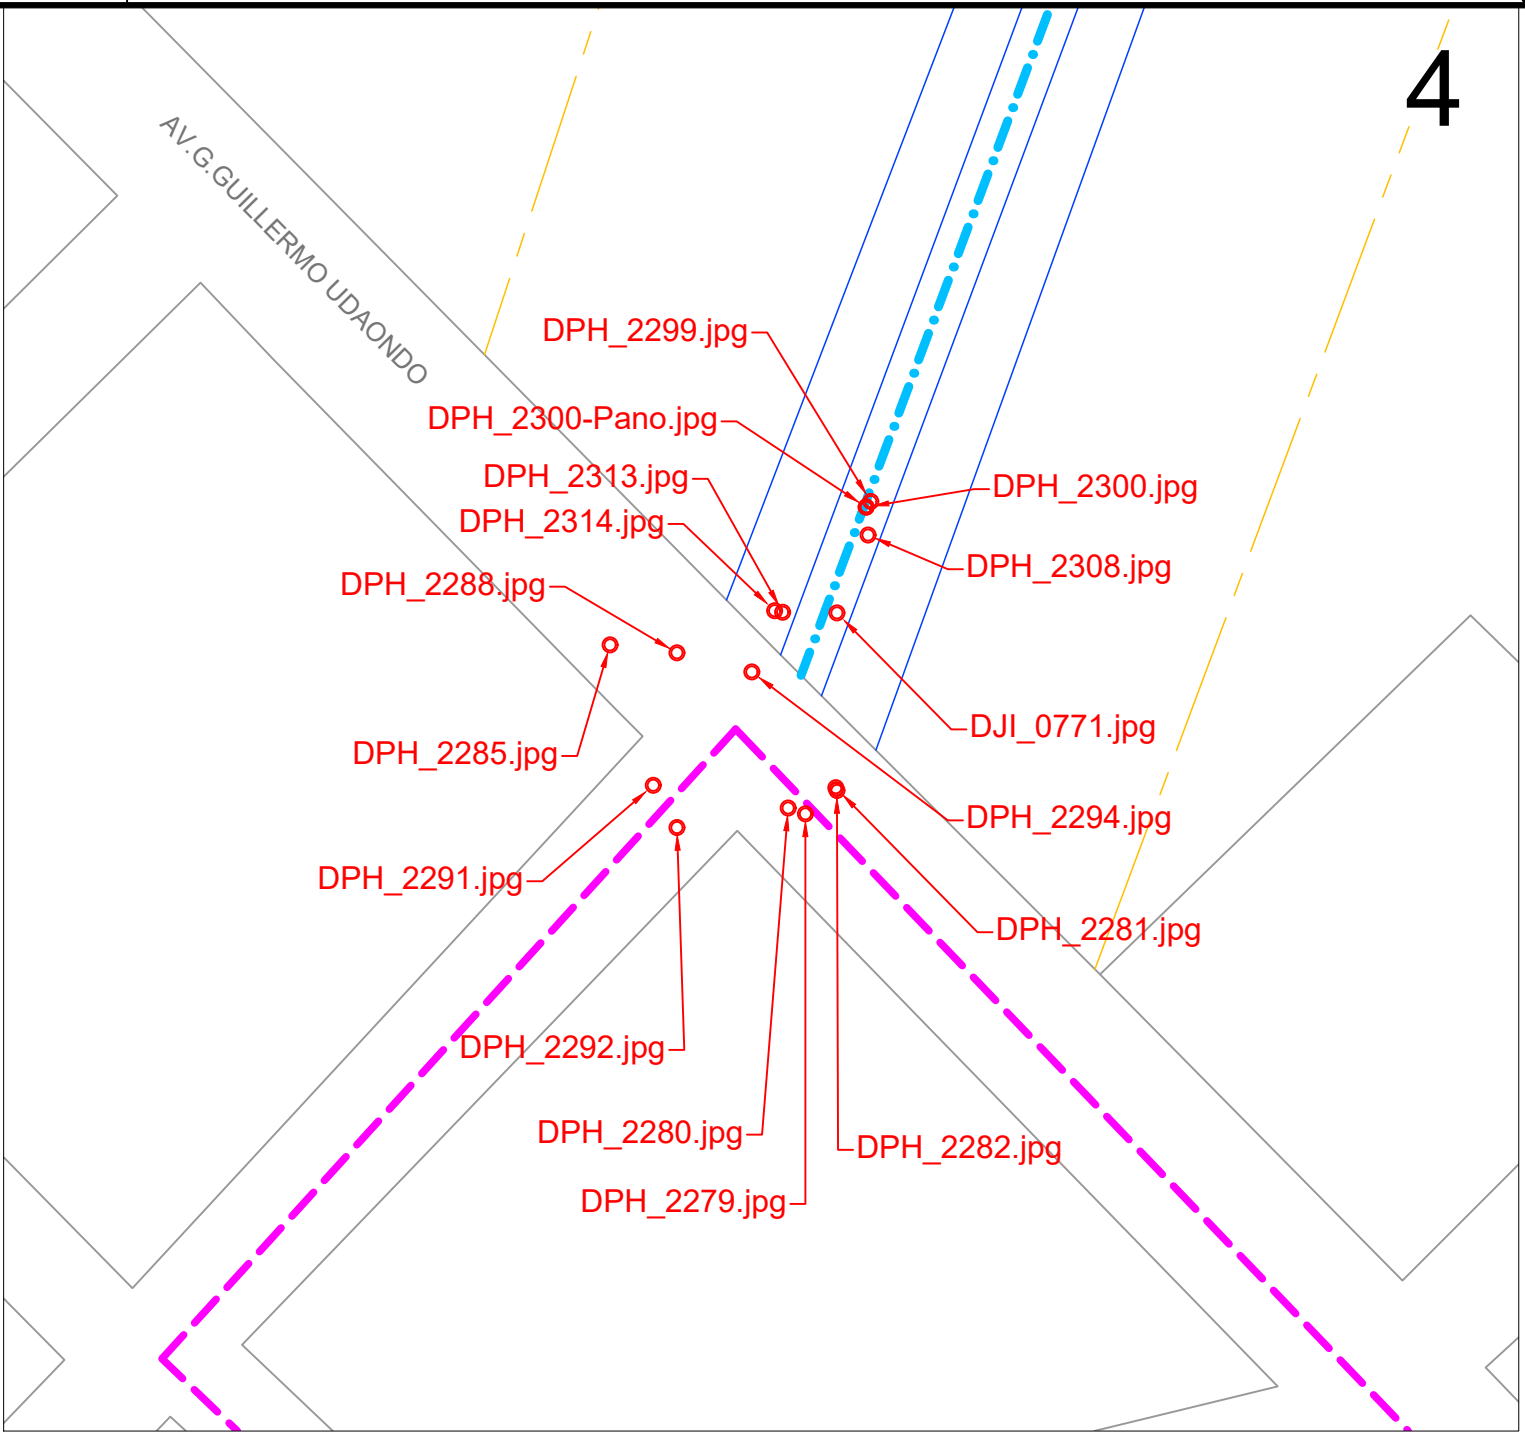 4
AV.G.GUILLERMO UDAONDO
DPH_2299.jpg
DPH_2300-Pano.jpg
DPH_2313.jpg
DPH_2300.jpg
DPH_2314.jpg
DPH_2308.jpg
DPH_2288.jpg
DJI_0771.jpg
DPH_2285.jpg
DPH_2294.jpg
DPH_2291.jpg
DPH_2281.jpg
DPH_2292.jpg
DPH_2280.jpg
DPH_2282.jpg
DPH_2279.jpg